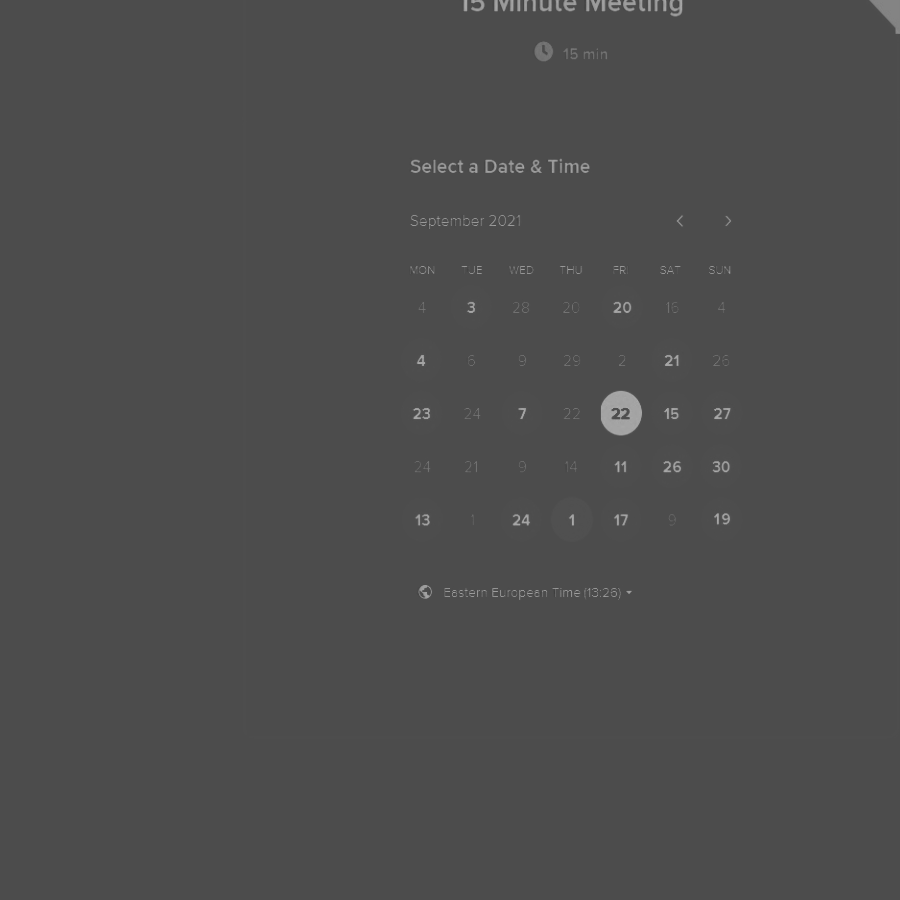 15 Minute Meeting
15 min
Select a Date & Time
September 2021
MON TUE WED THU FRI SAT SUN
4 3 28 20 20 16 4
4 6 9 29 2 21 26
23 24 7 22 22 15 27
24 21 9 14 11 26 30
13 1 24 1 17 9 19
Eastern European Time (13:26)